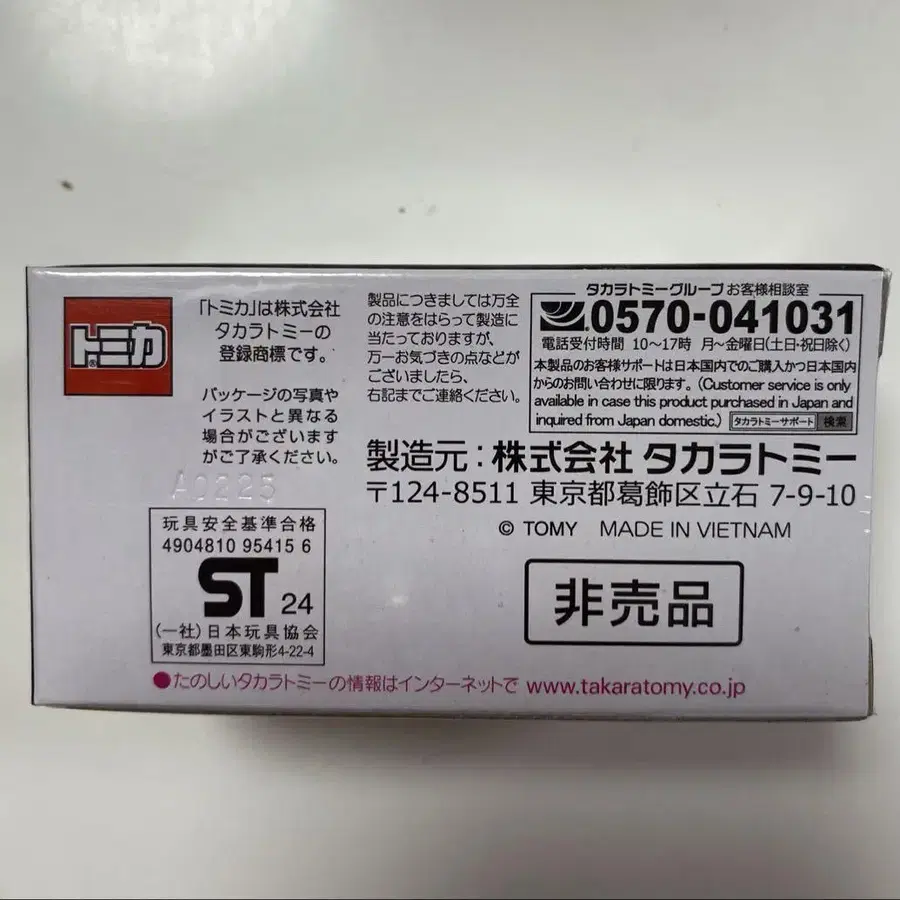 トミカ®
「トミカ」は株式会社
タカラトミーの
登録商標です。
パッケージの写真や
イラストと異なる
場合がございます
がご了承ください。
A0225
製品につきましては万全
の注意をはらって製造に
当たっておりますが、
万一お気づきの点などが
ございましたら、
右記までご連絡ください。
タカラトミーグループ お客様相談室
0570-041031
電話受付時間 10～17時 月～金曜日(土日・祝日除く)
本製品のお客様サポートは日本国内でのご購入かつ日本国内
からのお問い合わせに限ります。(Customer service is only
available in case this product purchased in Japan and
inquired from Japan domestic.) タカラトミーサポート 検索
製造元：株式会社 タカラトミー
〒124-8511 東京都葛飾区立石 7-9-10
© TOMY MADE IN VIETNAM
玩具安全基準合格
4904810 95415 6
ST 24
(一社)日本玩具協会
東京都墨田区東駒形4-22-4
非売品
●たのしいタカラトミーの情報はインターネットで www.takaratomy.co.jp